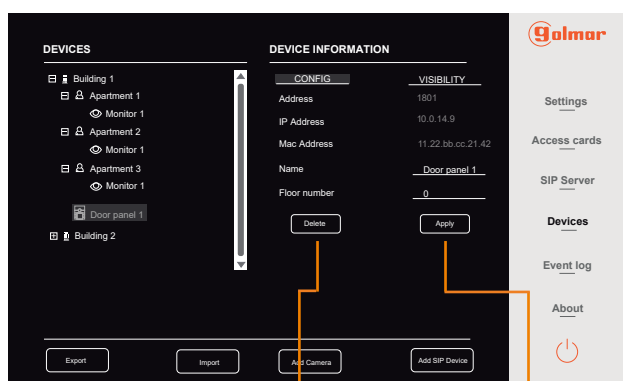 golmar
DEVICES
DEVICE INFORMATION
Building 1
CONFIG
VISIBILITY
Apartment 1
Address
1801
Settings
Monitor 1
IP Address
10.0.14.9
Apartment 2
Access cards
Monitor 1
Mac Address
11.22.bb.cc.21.42
Apartment 3
Name
Door panel 1
SIP Server
Monitor 1
Floor number
0
Door panel 1
Delete
Apply
Devices
Building 2
Event log
About
Export
Import
Add Camera
Add SIP Device